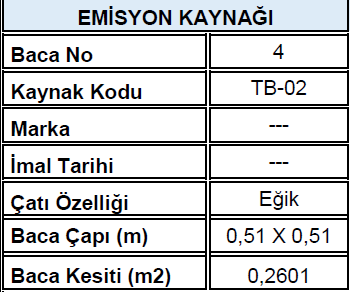 EMİSYON KAYNAĞI
Baca No 4
Kaynak Kodu TB-02
Marka ---
İmal Tarihi ---
Çatı Özelliği Eğik
Baca Çapı (m) 0,51 X 0,51
Baca Kesiti (m2) 0,2601